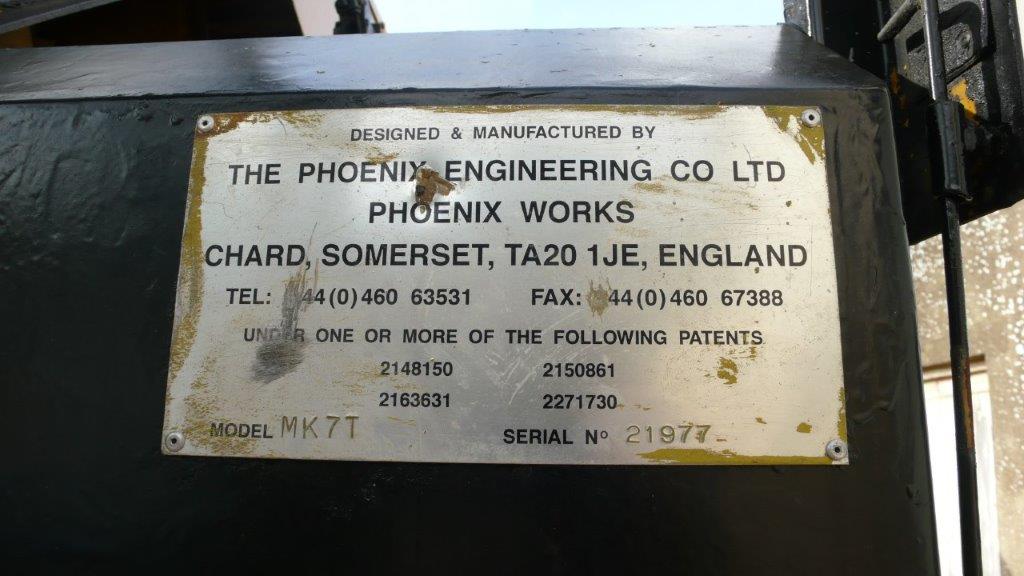 DESIGNED & MANUFACTURED BY
THE PHOENIX ENGINEERING CO LTD
PHOENIX WORKS
CHARD, SOMERSET, TA20 1JE, ENGLAND
TEL: 44(0)460 63531 FAX: 44(0)460 67388
UNDER ONE OR MORE OF THE FOLLOWING PATENTS
2148150 2150861
2163631 2271730
MODEL MK7T SERIAL Nº 21977